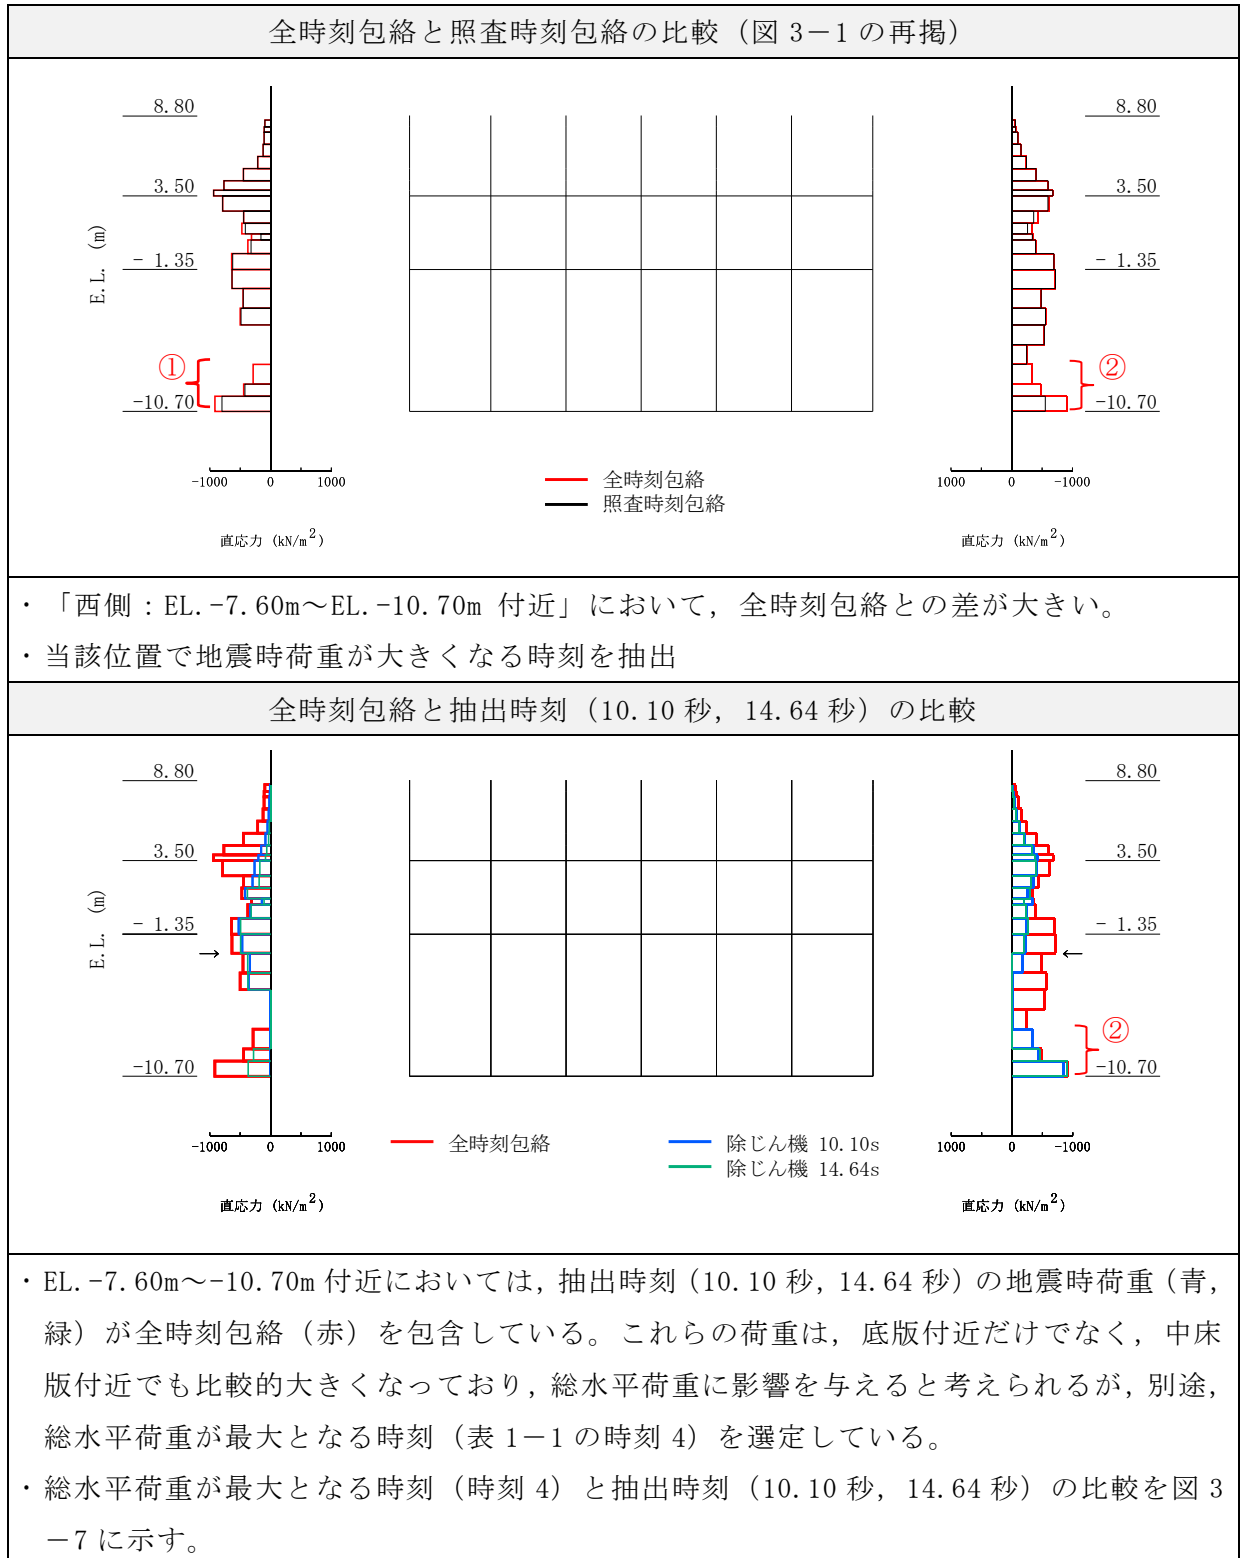 全時刻包絡と照査時刻包絡の比較（図 3－1 の再掲）
8.80
3.50
－ 1.35
-10.70
E.L. (m)
①
-1000 0 1000
直応力 (kN/m²)
全時刻包絡
照査時刻包絡
8.80
3.50
－ 1.35
-10.70
②
1000 0 -1000
直応力 (kN/m²)
・「西側：EL.-7.60m～EL.-10.70m 付近」において，全時刻包絡との差が大きい。
・当該位置で地震時荷重が大きくなる時刻を抽出
全時刻包絡と抽出時刻（10.10 秒，14.64 秒）の比較
8.80
3.50
－ 1.35
-10.70
E.L. (m)
→
-1000 0 1000
直応力 (kN/m²)
全時刻包絡
除じん機 10.10s
除じん機 14.64s
8.80
3.50
－ 1.35
←
-10.70
②
1000 0 -1000
直応力 (kN/m²)
・EL.-7.60m～-10.70m 付近においては，抽出時刻（10.10 秒，14.64 秒）の地震時荷重（青，
緑）が全時刻包絡（赤）を包含している。これらの荷重は，底版付近だけでなく，中床
版付近でも比較的大きくなっており，総水平荷重に影響を与えると考えられるが，別途，
総水平荷重が最大となる時刻（表 1－1 の時刻 4）を選定している。
・総水平荷重が最大となる時刻（時刻 4）と抽出時刻（10.10 秒，14.64 秒）の比較を図 3
－7 に示す。